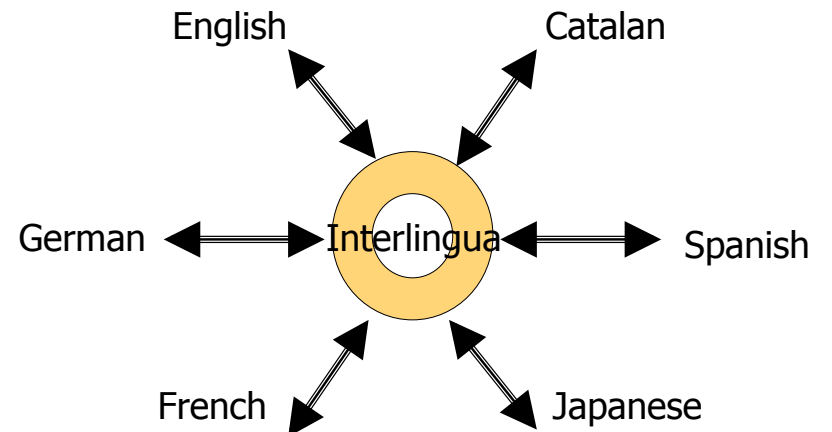 English
Catalan
German
Interlingua
Spanish
French
Japanese